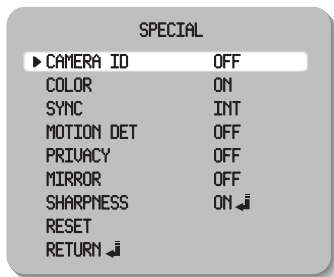 SPECIAL
CAMERA ID OFF
COLOR ON
SYNC INT
MOTION DET OFF
PRIVACY OFF
MIRROR OFF
SHARPNESS ON
RESET
RETURN